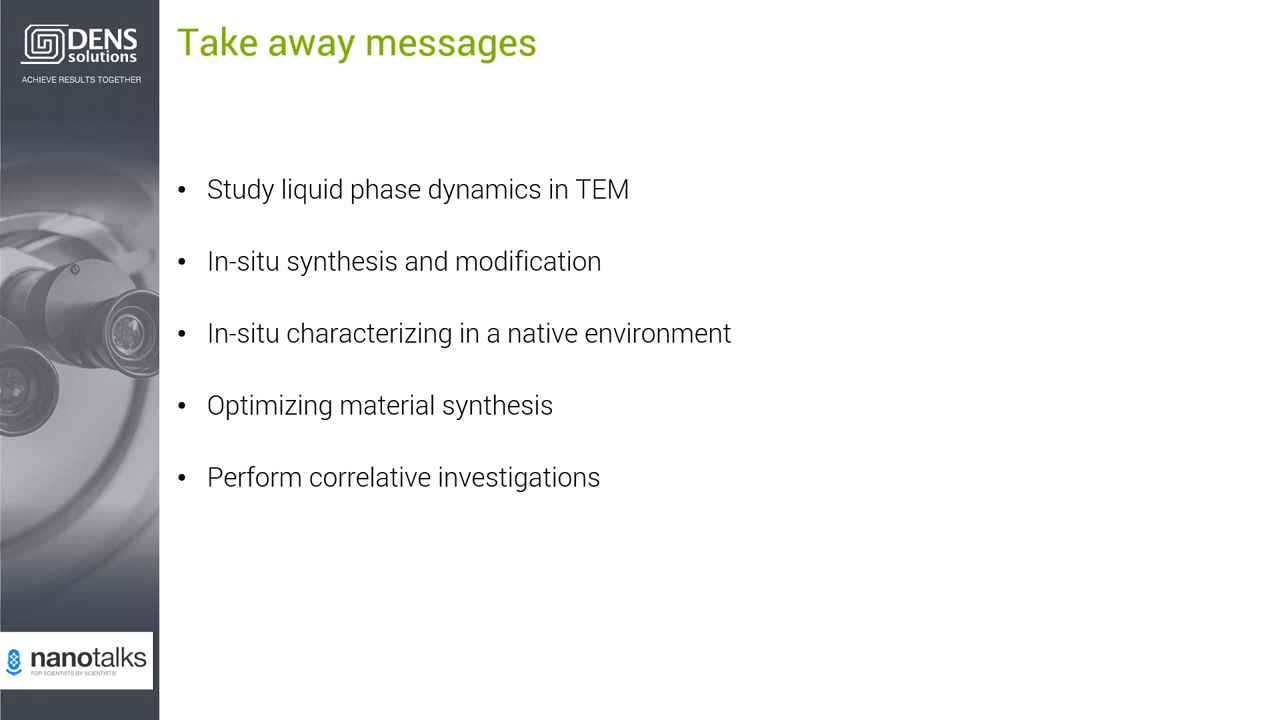 DENS
solutions
ACHIEVE RESULTS TOGETHER
Take away messages
• Study liquid phase dynamics in TEM
• In-situ synthesis and modification
• In-situ characterizing in a native environment
• Optimizing material synthesis
• Perform correlative investigations
nanotalks
FOR SCIENTISTS BY SCIENTISTS!